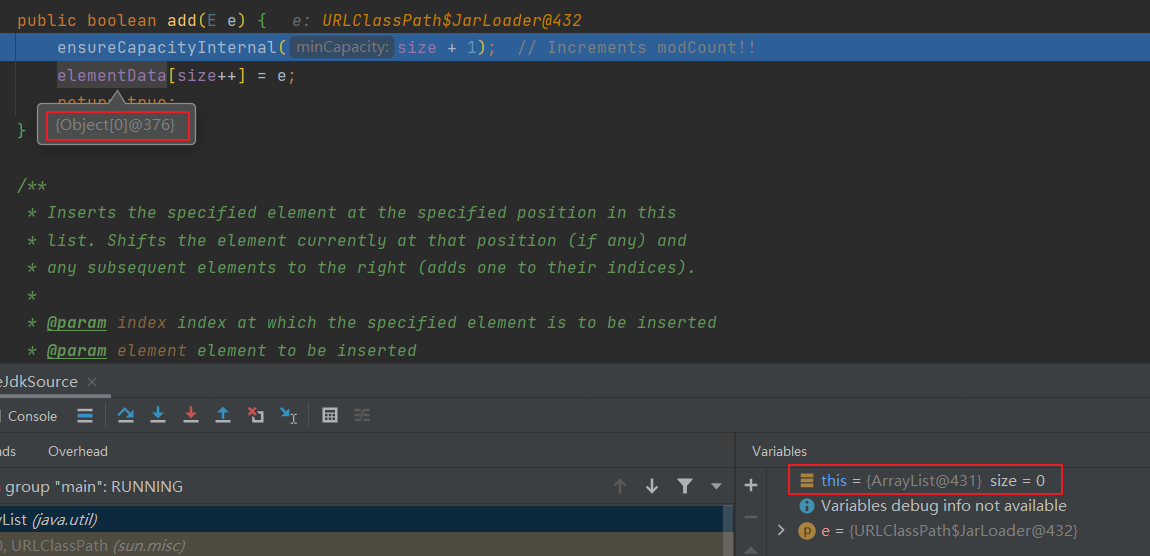 public boolean add(E e) {   e: URLClassPath$JarLoader@432
ensureCapacityInternal( minCapacity: size + 1);  // Increments modCount!!
elementData[size++] = e;
return true;
{Object[0]@376}
}
/**
* Inserts the specified element at the specified position in this
* list. Shifts the element currently at that position (if any) and
* any subsequent elements to the right (adds one to their indices).
*
* @param index index at which the specified element is to be inserted
* @param element element to be inserted
eJdkSource ×
Console
ds Overhead
Variables
group "main": RUNNING
this = {ArrayList@431} size = 0
Variables debug info not available
yList (java.util)
e = {URLClassPath$JarLoader@432}
0, URLClassPath (sun.misc)